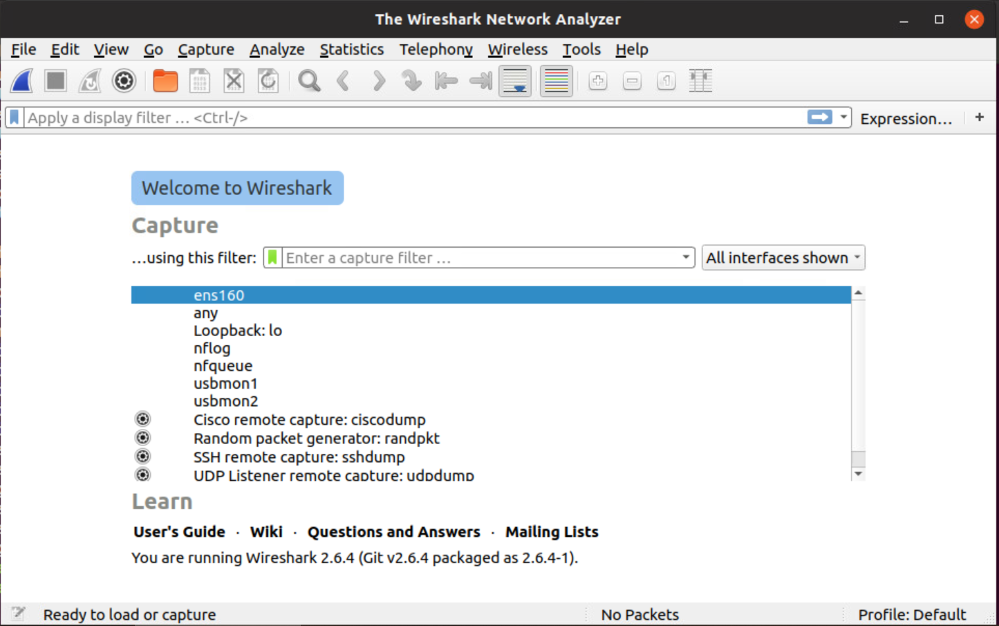 The Wireshark Network Analyzer
File Edit View Go Capture Analyze Statistics Telephony Wireless Tools Help
Apply a display filter … <Ctrl-/> Expression… +
Welcome to Wireshark
Capture
…using this filter: Enter a capture filter … All interfaces shown
ens160
any
Loopback: lo
nflog
nfqueue
usbmon1
usbmon2
Cisco remote capture: ciscodump
Random packet generator: randpkt
SSH remote capture: sshdump
UDP Listener remote capture: udpdump
Learn
User's Guide · Wiki · Questions and Answers · Mailing Lists
You are running Wireshark 2.6.4 (Git v2.6.4 packaged as 2.6.4-1).
Ready to load or capture No Packets Profile: Default